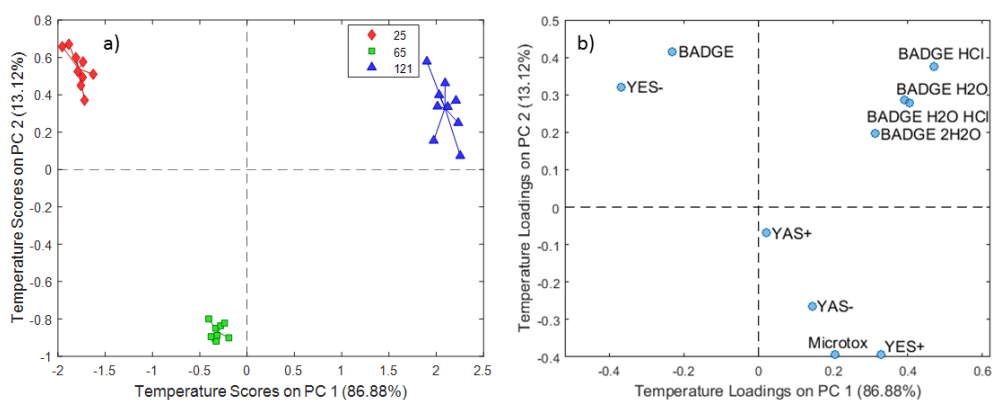 a)
25
65
121
0.8
0.6
0.4
0.2
0
-0.2
-0.4
-0.6
-0.8
-1
Temperature Scores on PC 2 (13.12%)
-2
-1.5
-1
-0.5
0
0.5
1
1.5
2
2.5
Temperature Scores on PC 1 (86.88%)
b)
0.5
0.4
0.3
0.2
0.1
0
-0.1
-0.2
-0.3
-0.4
Temperature Loadings on PC 2 (13.12%)
BADGE
YES-
BADGE HCl
BADGE H2O
BADGE H2O HCl
BADGE 2H2O
YAS+
YAS-
Microtox
YES+
-0.4
-0.2
0
0.2
0.4
0.6
Temperature Loadings on PC 1 (86.88%)